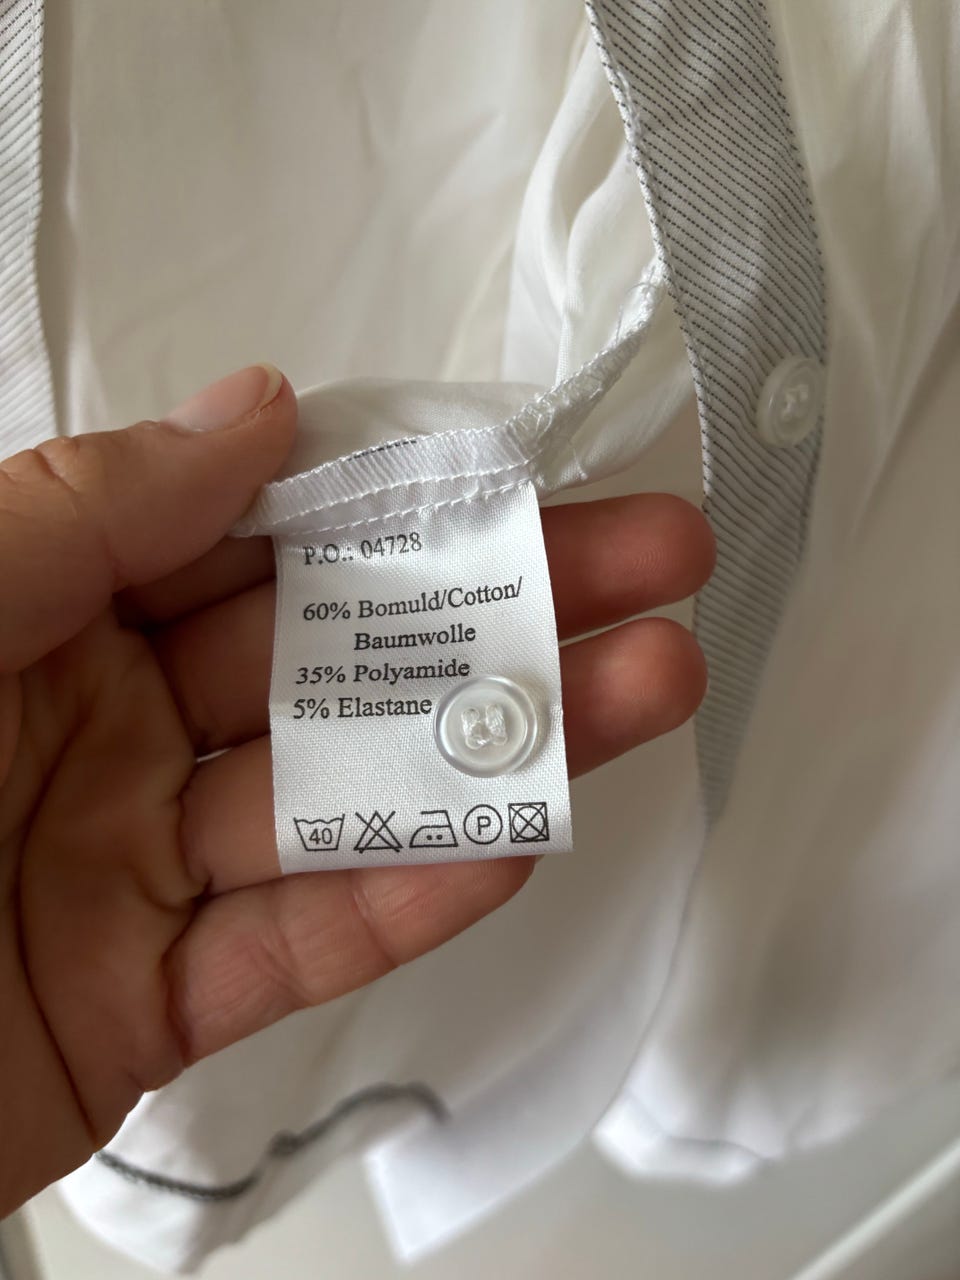 P.O.: 04728
60% Bomuld/Cotton/
Baumwolle
35% Polyamide
5% Elastane
40 P